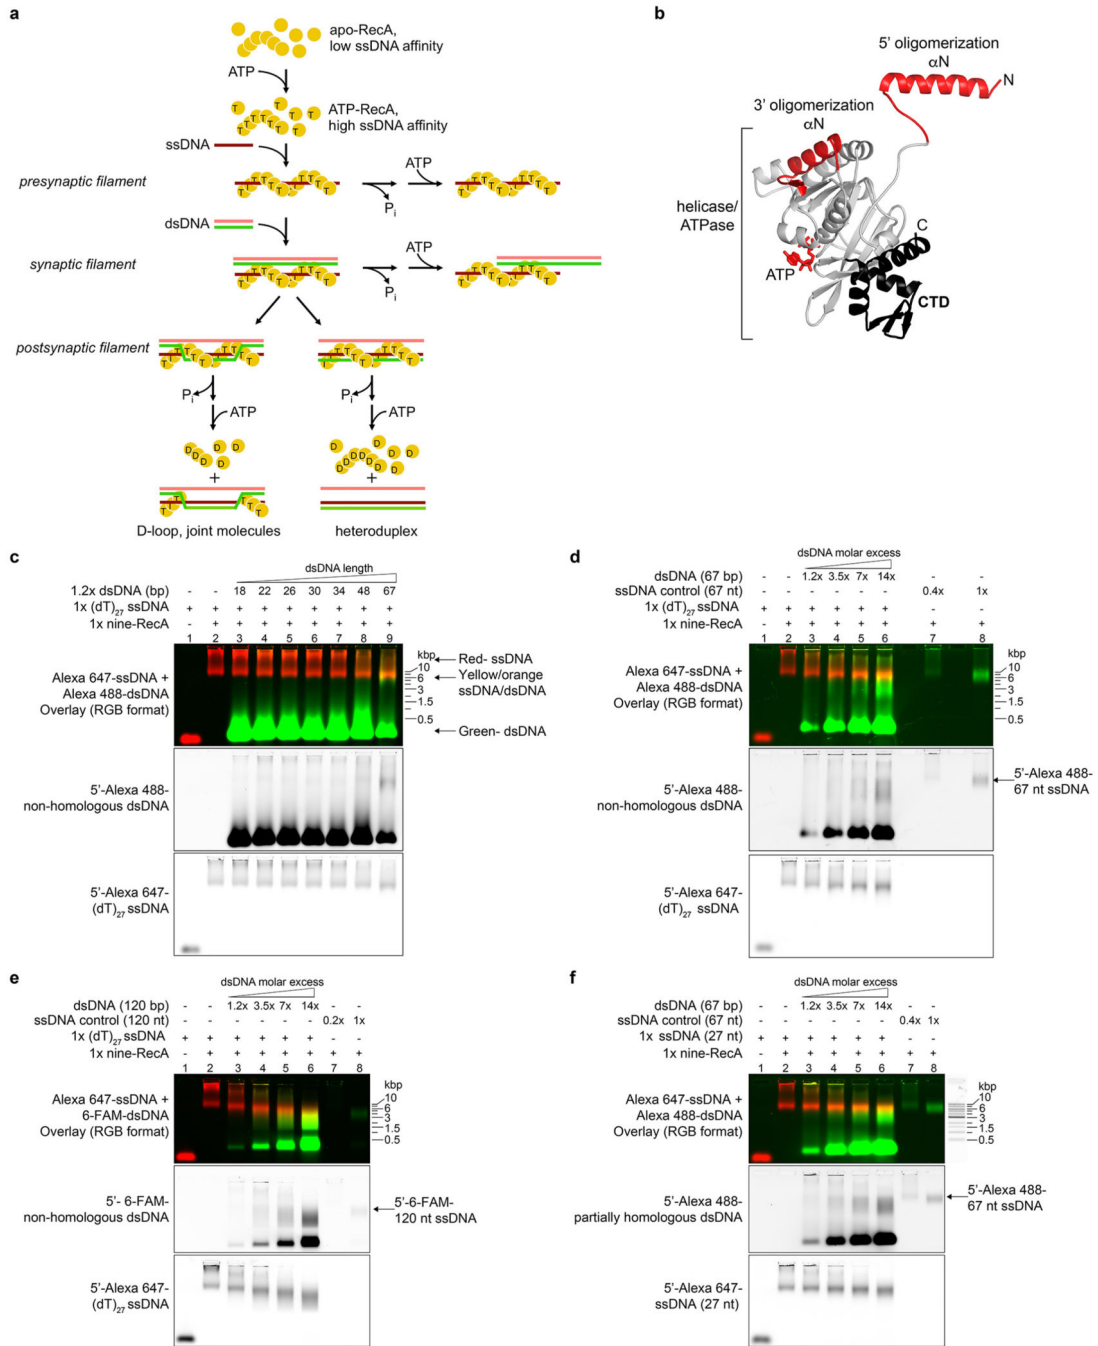 a
apo-RecA,
low ssDNA affinity
ATP
ATP-RecA,
high ssDNA affinity
ssDNA
presynaptic filament
ATP
Pi
dsDNA
synaptic filament
ATP
Pi
postsynaptic filament
Pi
ATP
Pi
ATP
+
+
D-loop, joint molecules
heteroduplex
b
5' oligomerization
αN
N
3' oligomerization
αN
helicase/
ATPase
C
ATP
CTD
c
dsDNA length
1.2x dsDNA (bp) - - 18 22 26 30 34 48 67
1x (dT)27 ssDNA + + + + + + + + +
1x nine-RecA - + + + + + + + +
1 2 3 4 5 6 7 8 9
kbp
Alexa 647-ssDNA +
Alexa 488-dsDNA
Overlay (RGB format)
10
6
3
1.5
0.5
Red- ssDNA
Yellow/orange
ssDNA/dsDNA
Green- dsDNA
5'-Alexa 488-
non-homologous dsDNA
5'-Alexa 647-
(dT)27 ssDNA
d
dsDNA molar excess
dsDNA (67 bp) - - 1.2x 3.5x 7x 14x - -
ssDNA control (67 nt) - - - - - - 0.4x 1x
1x (dT)27 ssDNA + + + + + + - -
1x nine-RecA - + + + + + + +
1 2 3 4 5 6 7 8
kbp
Alexa 647-ssDNA +
Alexa 488-dsDNA
Overlay (RGB format)
10
6
3
1.5
0.5
5'-Alexa 488-
non-homologous dsDNA
5'-Alexa 488-
67 nt ssDNA
5'-Alexa 647-
(dT)27 ssDNA
e
dsDNA molar excess
dsDNA (120 bp) - - 1.2x 3.5x 7x 14x - -
ssDNA control (120 nt) - - - - - - 0.2x 1x
1x (dT)27 ssDNA + + + + + + - -
1x nine-RecA - + + + + + + +
1 2 3 4 5 6 7 8
kbp
Alexa 647-ssDNA +
6-FAM-dsDNA
Overlay (RGB format)
10
6
3
1.5
0.5
5'- 6-FAM-
non-homologous dsDNA
5'-6-FAM-
120 nt ssDNA
5'-Alexa 647-
(dT)27 ssDNA
f
dsDNA molar excess
dsDNA (67 bp) - - 1.2x 3.5x 7x 14x - -
ssDNA control (67 nt) - - - - - - 0.4x 1x
1x ssDNA (27 nt) + + + + + + - -
1x nine-RecA - + + + + + + +
1 2 3 4 5 6 7 8
kbp
Alexa 647-ssDNA +
Alexa 488-dsDNA
Overlay (RGB format)
10
6
3
1.5
0.5
5'-Alexa 488-
partially homologous dsDNA
5'-Alexa 488-
67 nt ssDNA
5'-Alexa 647-
ssDNA (27 nt)